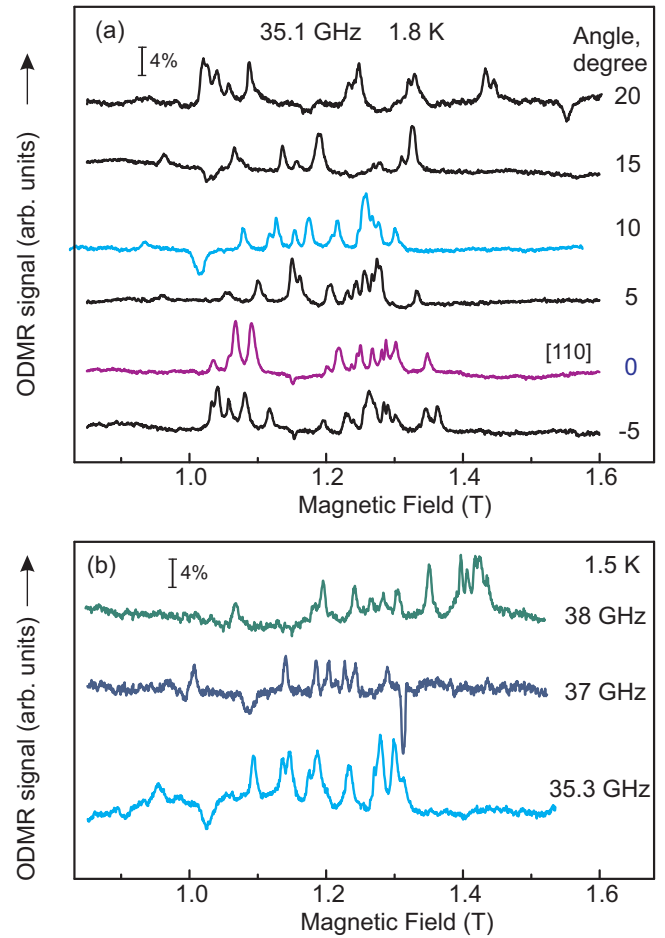 (a)
35.1 GHz 1.8 K
Angle,
degree
4%
20
15
10
5
[110]
0
-5
ODMR signal (arb. units)
1.0 1.2 1.4 1.6
Magnetic Field (T)
(b)
4%
1.5 K
38 GHz
37 GHz
35.3 GHz
ODMR signal (arb. units)
1.0 1.2 1.4 1.6
Magnetic Field (T)